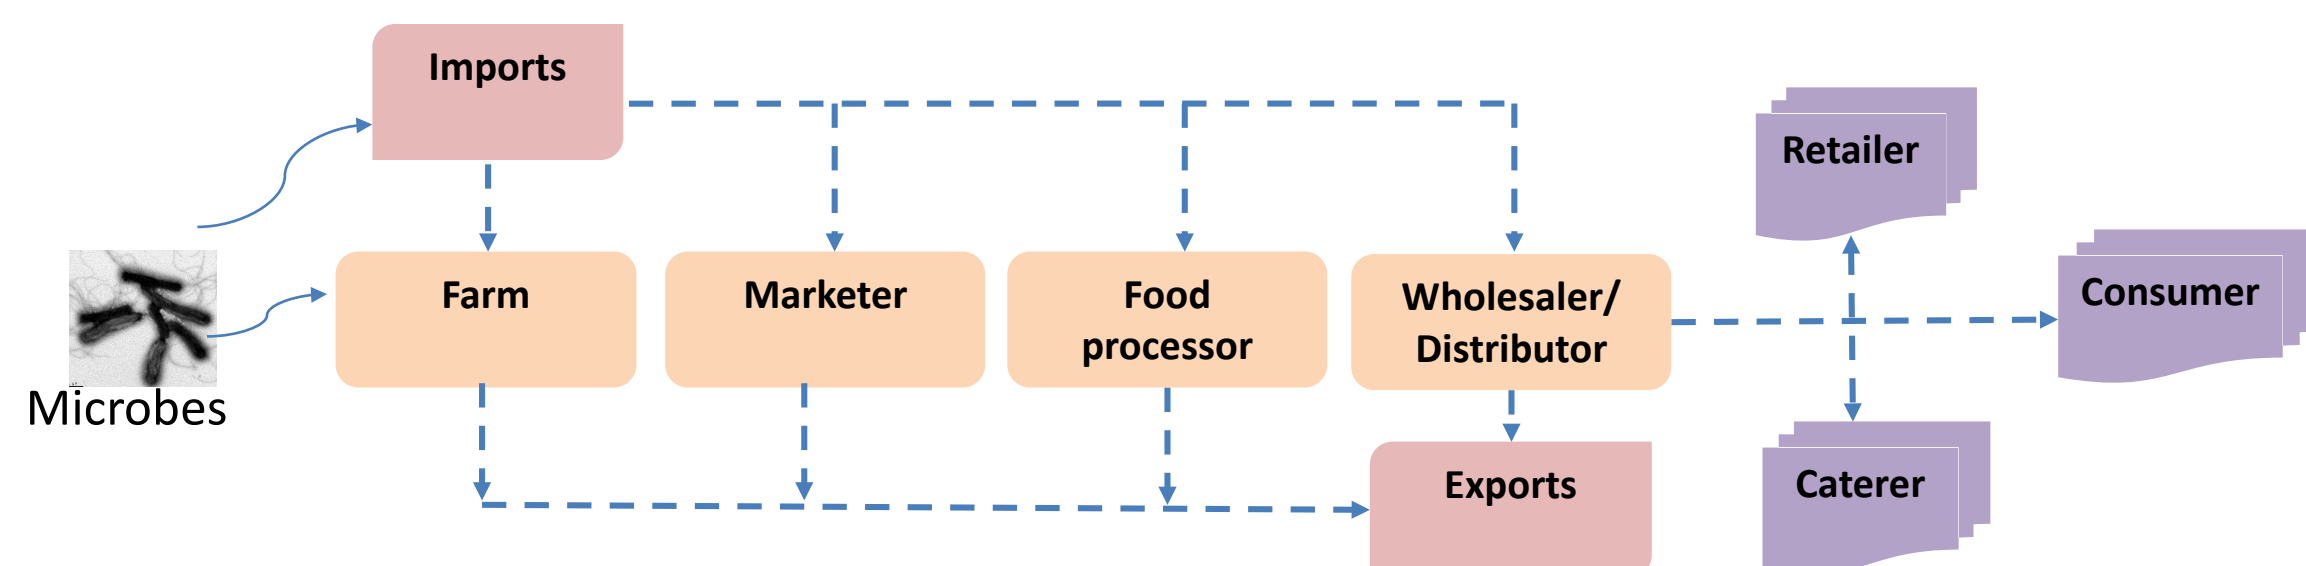 Imports
Retailer
Farm
Marketer
Food
processor
Wholesaler/
Distributor
Consumer
Microbes
Exports
Caterer